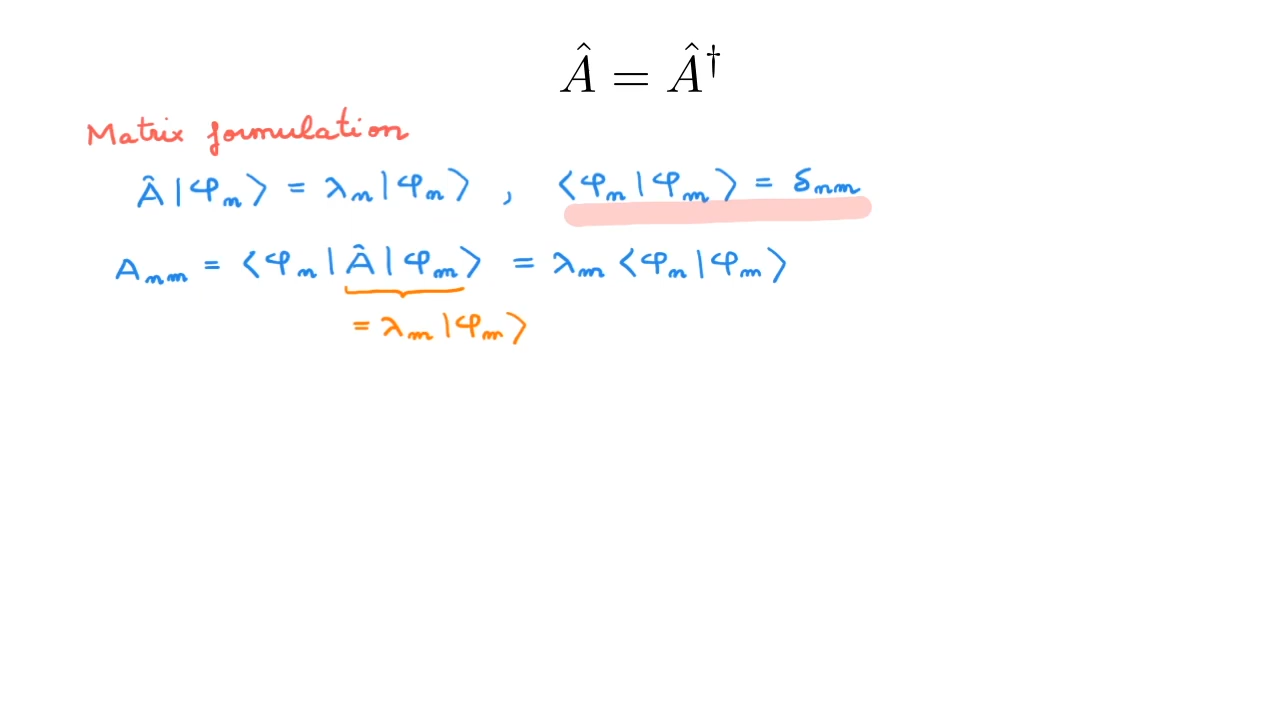 Â = Â†
Matrix formulation
Â|φₙ⟩ = λₙ|φₙ⟩ , ⟨φₙ|φₘ⟩ = δₙₘ
Aₙₘ = ⟨φₙ|Â|φₘ⟩ = λₘ⟨φₙ|φₘ⟩
= λₘ|φₘ⟩